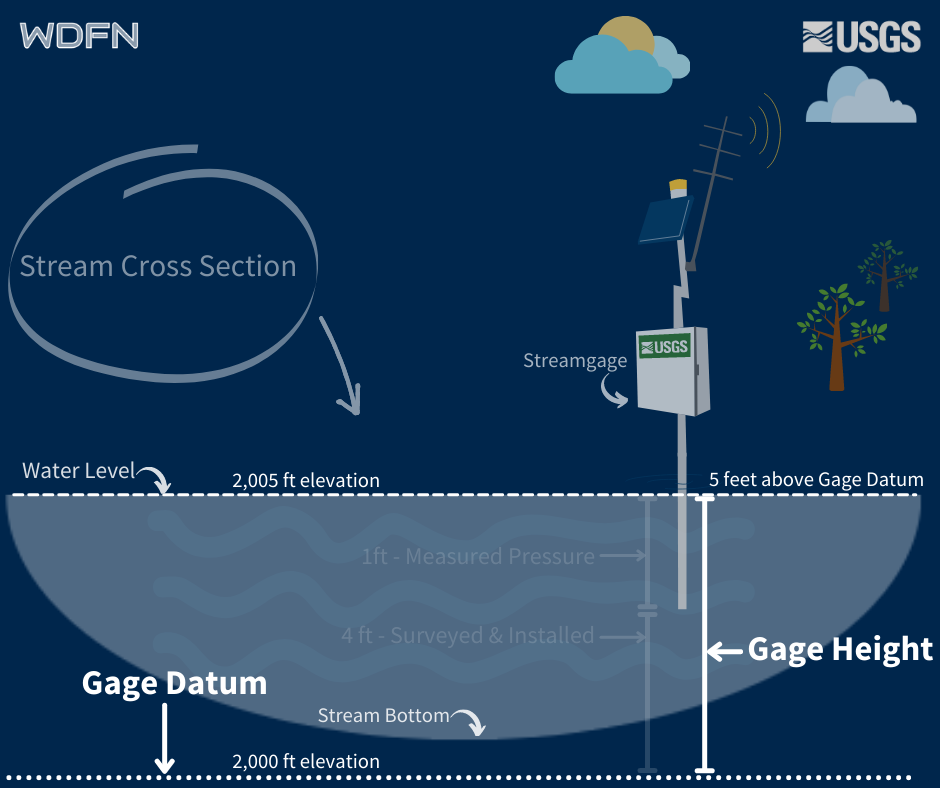 WDFN
USGS
Stream Cross Section
USGS
Streamgage
Water Level
2,005 ft elevation
5 feet above Gage Datum
1ft - Measured Pressure
4 ft - Surveyed & Installed
Gage Height
Gage Datum
Stream Bottom
2,000 ft elevation